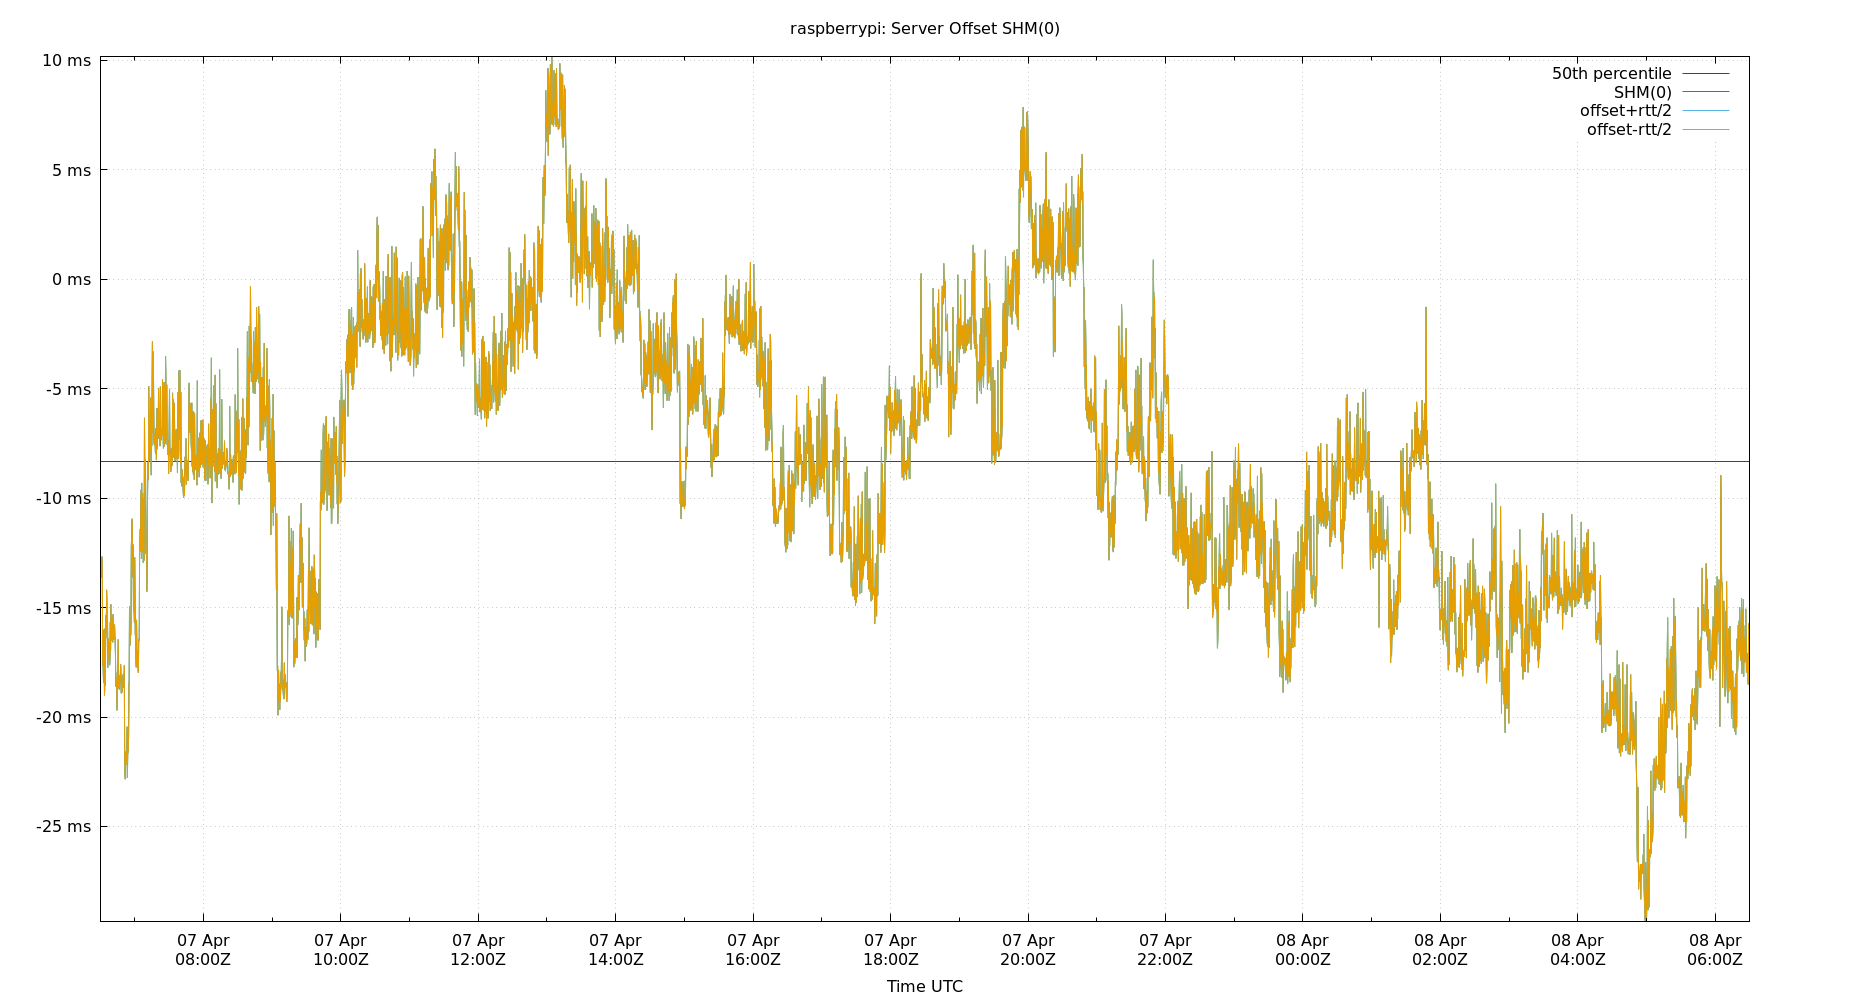 raspberrypi: Server Offset SHM(0)
50th percentile
SHM(0)
offset+rtt/2
offset-rtt/2
10 ms
5 ms
0 ms
-5 ms
-10 ms
-15 ms
-20 ms
-25 ms
07 Apr 07 Apr 07 Apr 07 Apr 07 Apr 07 Apr 07 Apr 07 Apr 08 Apr 08 Apr 08 Apr 08 Apr
08:00Z 10:00Z 12:00Z 14:00Z 16:00Z 18:00Z 20:00Z 22:00Z 00:00Z 02:00Z 04:00Z 06:00Z
Time UTC